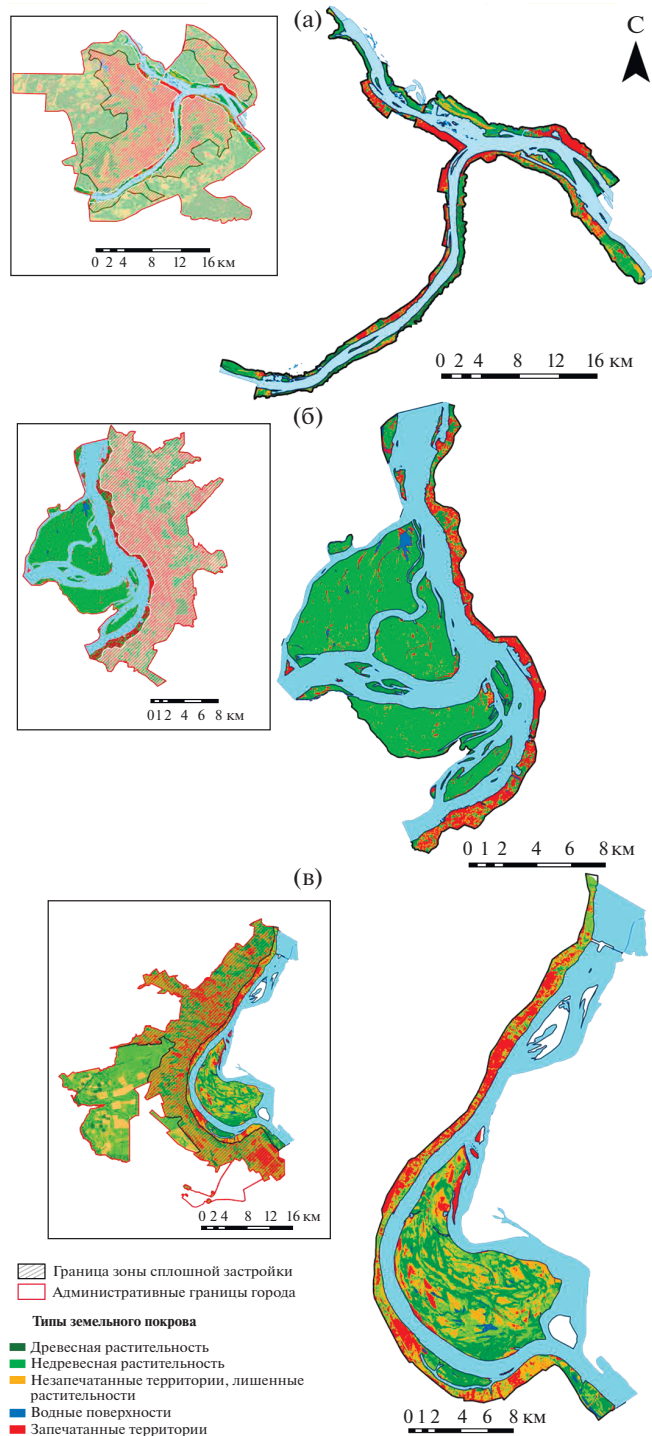 (а)
С
0 2 4 8 12 16 км
0 2 4 8 12 16 км
(б)
0 1 2 4 6 8 км
0 1 2 4 6 8 км
(в)
0 2 4 8 12 16 км
Граница зоны сплошной застройки
Административные границы города
Типы земельного покрова
Древесная растительность
Недревесная растительность
Незапечатанные территории, лишенные
растительности
Водные поверхности
Запечатанные территории
0 1 2 4 6 8 км